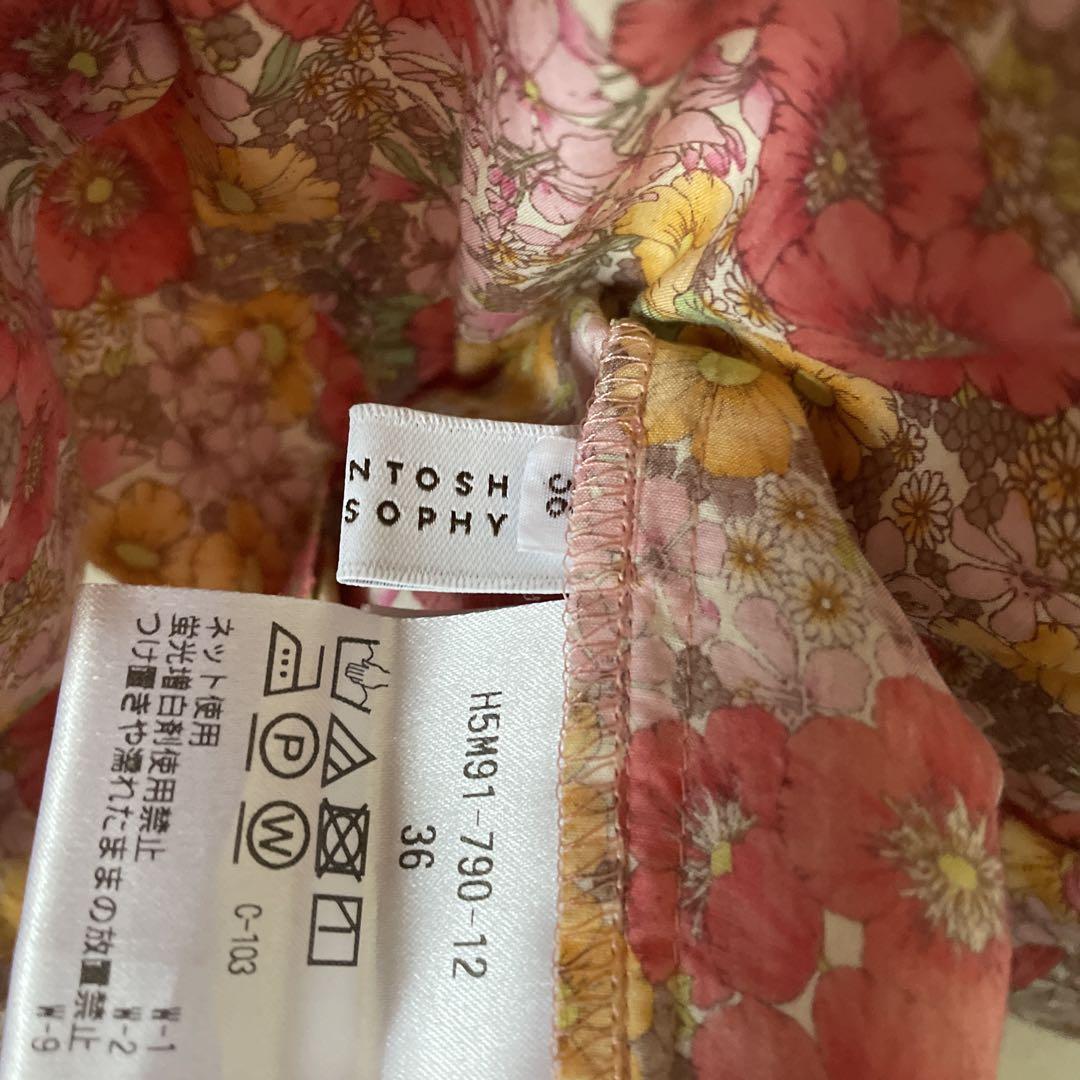 NTOSH
SOPHY
36
H5M91-790-12
36
P
W
C-103
ネット使用
蛍光増白剤使用禁止
つけ置きや濡れたままの放置禁止
W-1
W-2
W-9